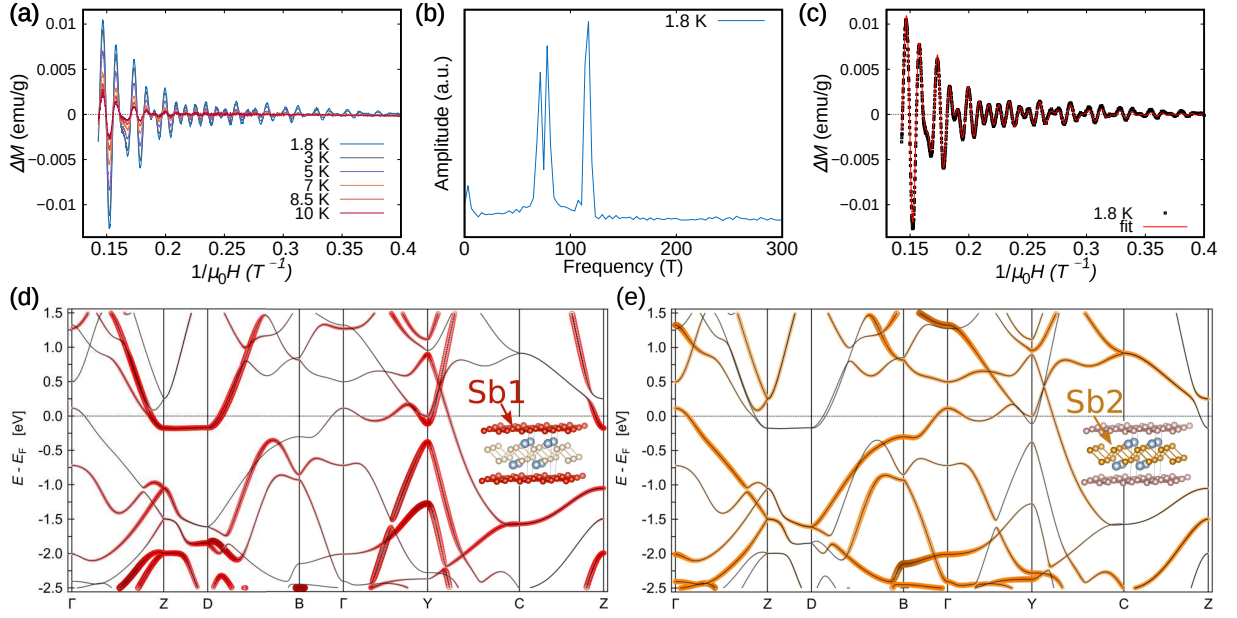 (a)
0.01
0.005
0
−0.005
−0.01
ΔM (emu/g)
1.8 K
3 K
5 K
7 K
8.5 K
10 K
0.15 0.2 0.25 0.3 0.35 0.4
1/μ0H (T −1)
(b)
Amplitude (a.u.)
1.8 K
0 100 200 300
Frequency (T)
(c)
0.01
0.005
0
−0.005
−0.01
ΔM (emu/g)
1.8 K
fit
0.15 0.2 0.25 0.3 0.35 0.4
1/μ0H (T −1)
(d)
1.5
1.0
0.5
0.0
-0.5
-1.0
-1.5
-2.0
-2.5
E - EF [eV]
Sb1
Γ Z D B Γ Y C Z
(e)
1.5
1.0
0.5
0.0
-0.5
-1.0
-1.5
-2.0
-2.5
E - EF [eV]
Sb2
Γ Z D B Γ Y C Z